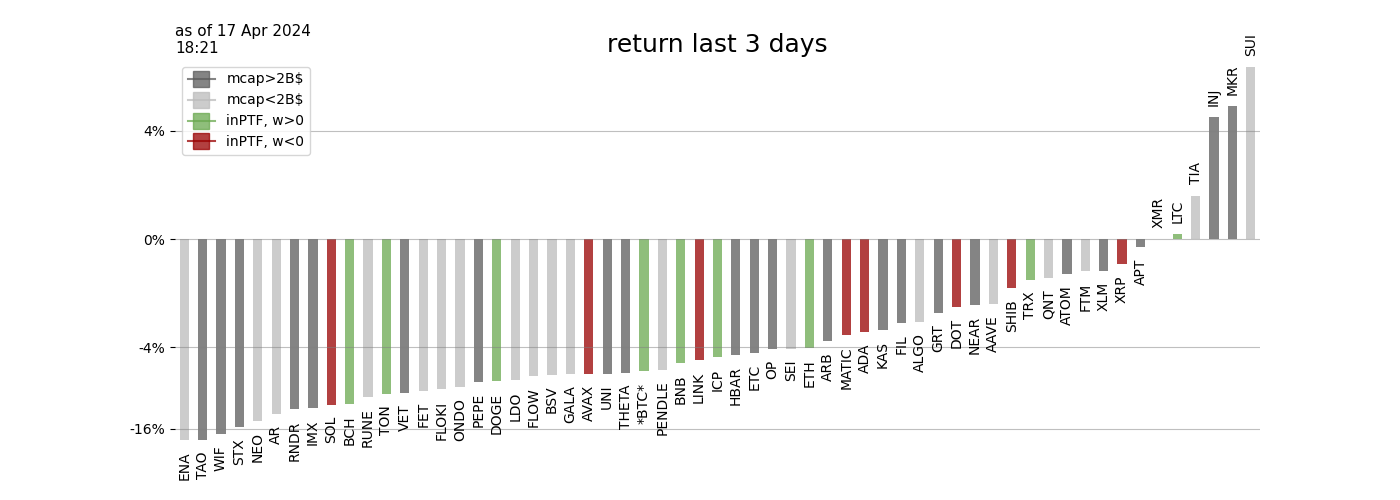 as of 17 Apr 2024
18:21
return last 3 days
mcap>2B$
mcap<2B$
inPTF, w>0
inPTF, w<0
4%
0%
-4%
-16%
ENA
TAO
WIF
STX
NEO
AR
RNDR
IMX
SOL
BCH
RUNE
TON
VET
FET
FLOKI
ONDO
PEPE
DOGE
LDO
FLOW
BSV
GALA
AVAX
UNI
THETA
*BTC*
PENDLE
BNB
LINK
ICP
HBAR
ETC
OP
SEI
ETH
ARB
MATIC
ADA
KAS
FIL
ALGO
GRT
DOT
NEAR
AAVE
SHIB
TRX
QNT
ATOM
FTM
XLM
XRP
APT
XMR
LTC
TIA
INJ
MKR
SUI